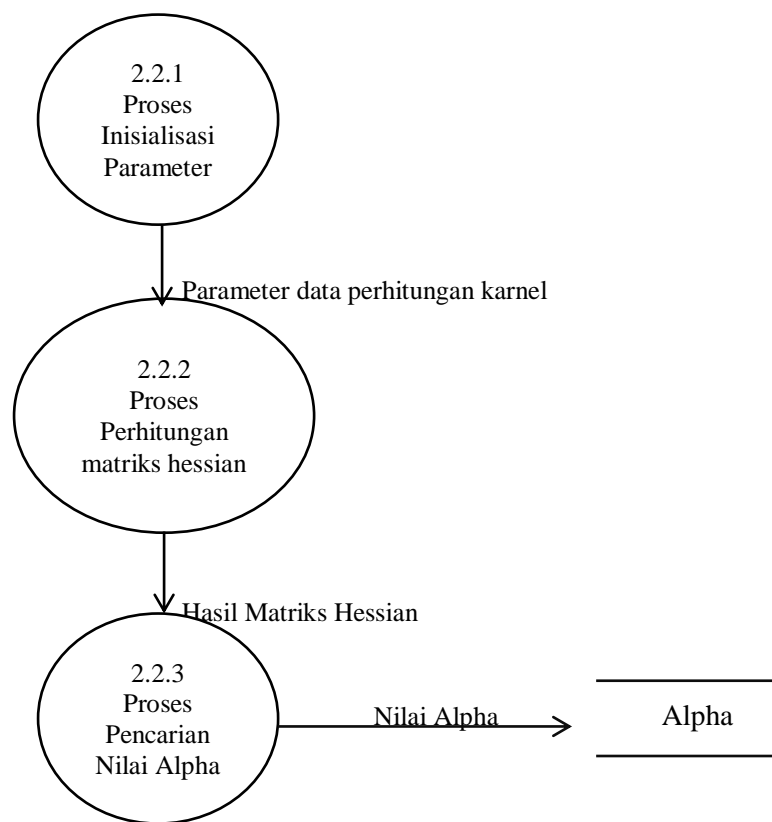 2.2.1
Proses
Inisialisasi
Parameter
Parameter data perhitungan karnel
2.2.2
Proses
Perhitungan
matriks hessian
Hasil Matriks Hessian
2.2.3
Proses
Pencarian
Nilai Alpha
Nilai Alpha
Alpha